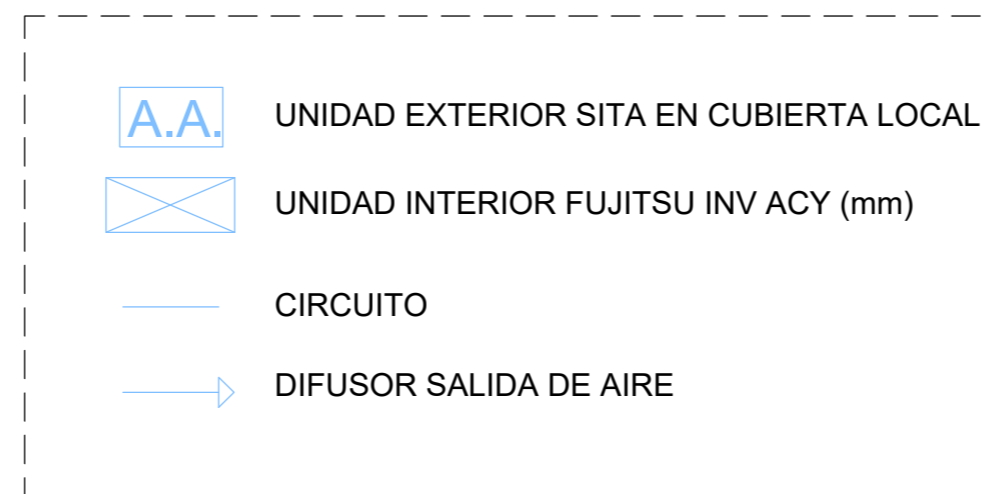 A.A. UNIDAD EXTERIOR SITA EN CUBIERTA LOCAL
UNIDAD INTERIOR FUJITSU INV ACY (mm)
CIRCUITO
DIFUSOR SALIDA DE AIRE